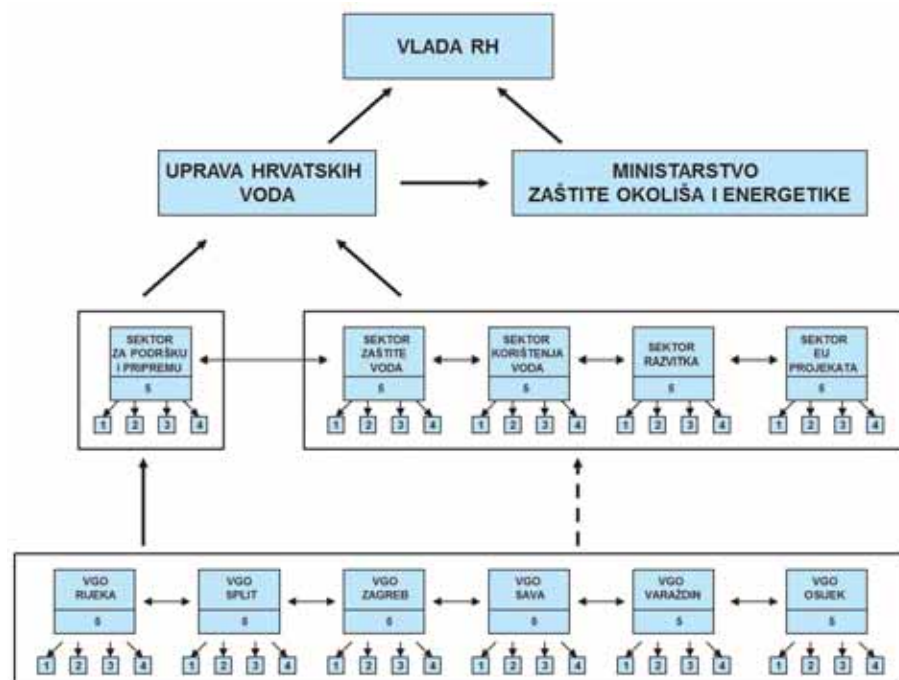 VLADA RH
UPRAVA HRVATSKIH
VODA
MINISTARSTVO
ZAŠTITE OKOLIŠA I ENERGETIKE
SEKTOR
ZA PODRŠKU
I PRIPREMU
5
1 2 3 4
SEKTOR
ZAŠTITE
VODA
5
1 2 3 4
SEKTOR
KORIŠTENJA
VODA
5
1 2 3 4
SEKTOR
RAZVITKA
5
1 2 3 4
SEKTOR
EU
PROJEKATA
5
1 2 3 4
VGO
RIJEKA
5
1 2 3 4
VGO
SPLIT
5
1 2 3 4
VGO
ZAGREB
5
1 2 3 4
VGO
SAVA
5
1 2 3 4
VGO
VARAŽDIN
5
1 2 3 4
VGO
OSIJEK
5
1 2 3 4